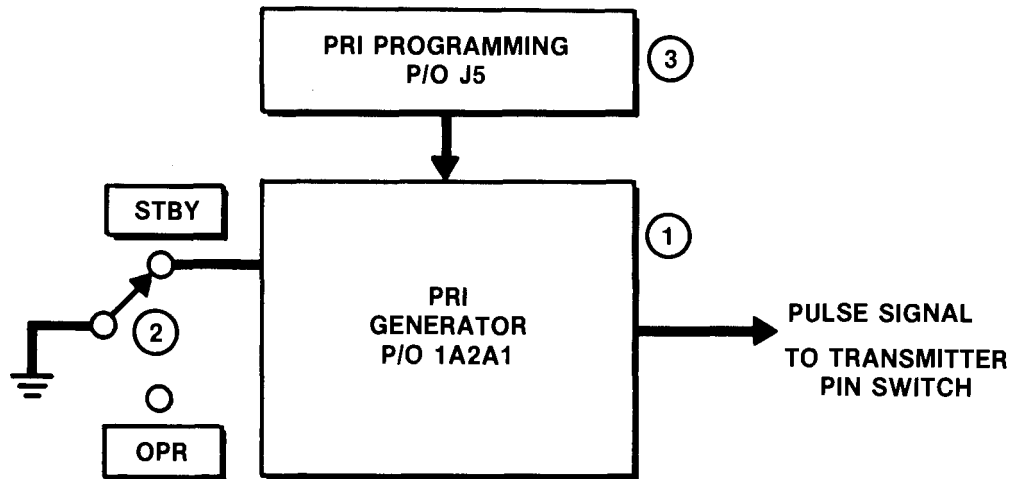 PRI PROGRAMMING
P/O J5
3
STBY
1
2
PRI
GENERATOR
P/O 1A2A1
PULSE SIGNAL
TO TRANSMITTER
PIN SWITCH
OPR